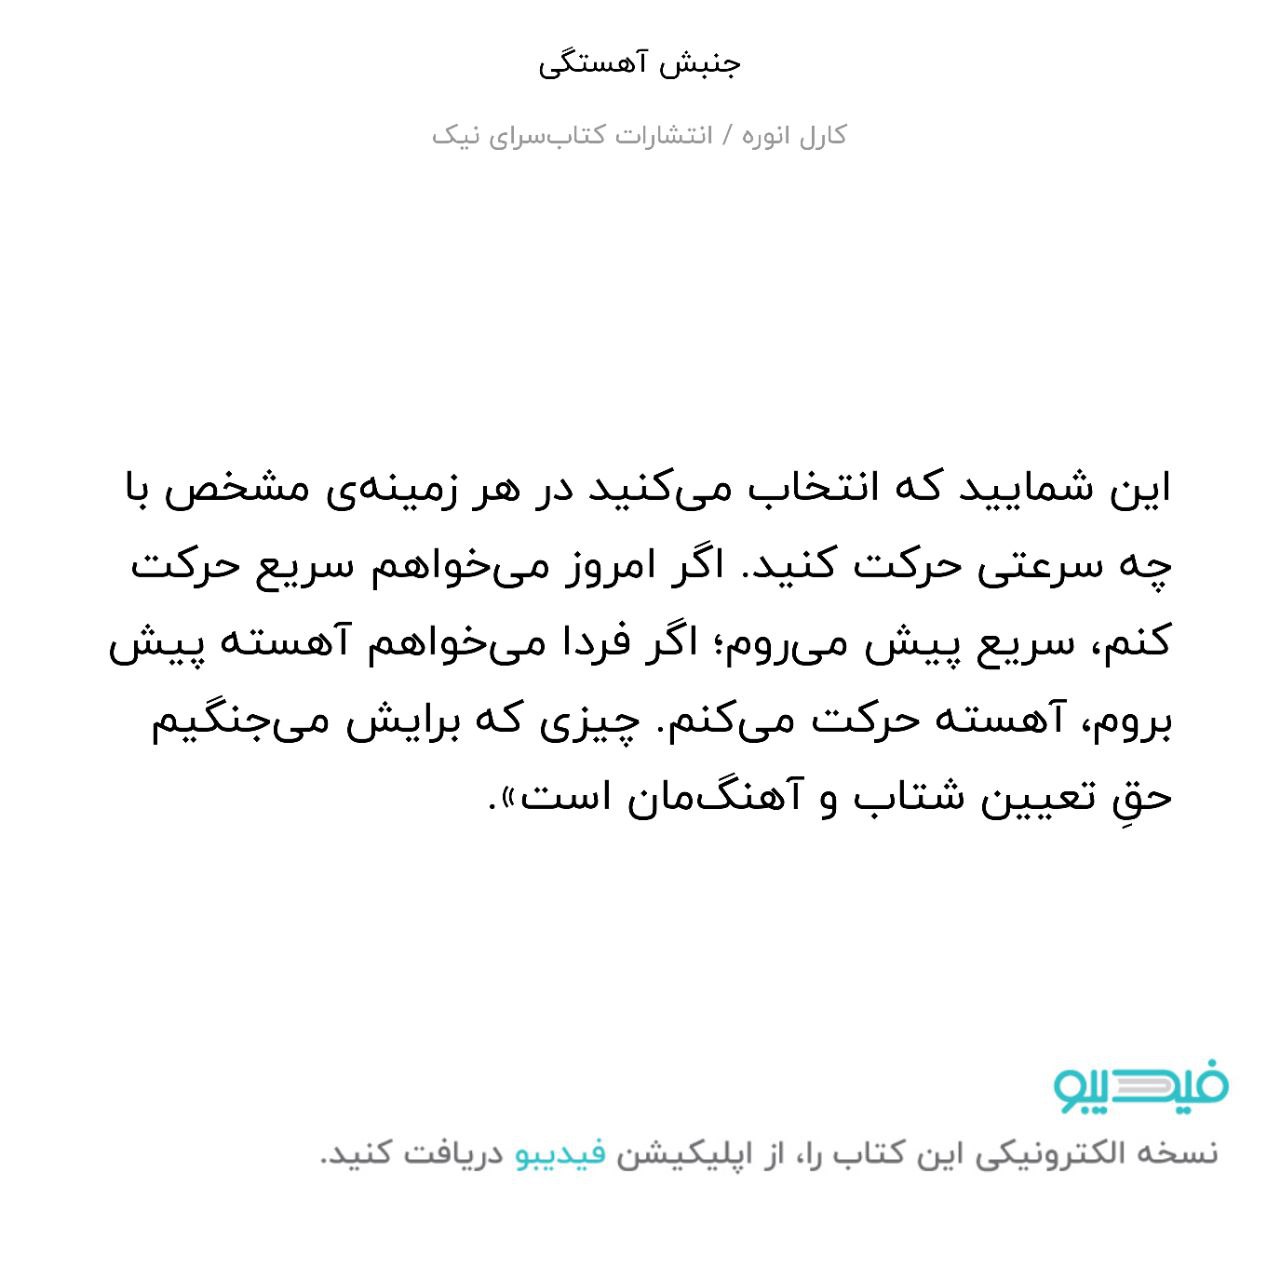 جنبش آهستگی
کارل انوره / انتشارات کتاب‌سرای نیک
این شمایید که انتخاب می‌کنید در هر زمینه‌ی مشخص با
چه سرعتی حرکت کنید. اگر امروز می‌خواهم سریع حرکت
کنم، سریع پیش می‌روم؛ اگر فردا می‌خواهم آهسته پیش
بروم، آهسته حرکت می‌کنم. چیزی که برایش می‌جنگیم
حقِ تعیین شتاب و آهنگ‌مان است».
فیدیبو
نسخه الکترونیکی این کتاب را، از اپلیکیشن فیدیبو دریافت کنید.